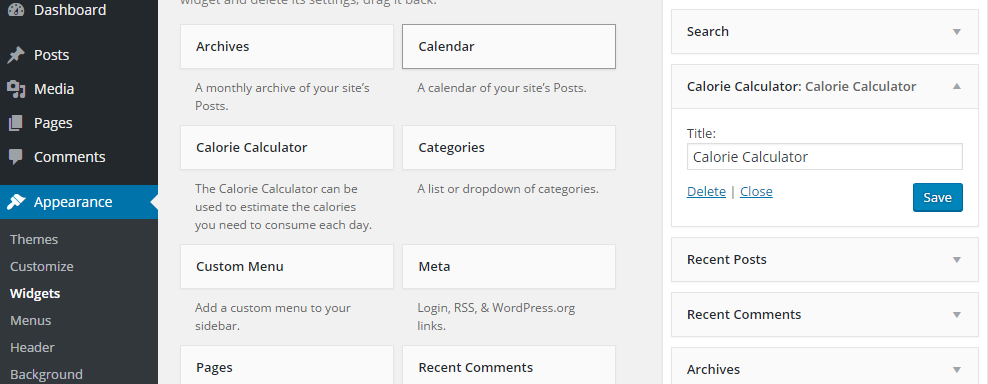 widget and delete its settings, drag it back.
Dashboard
Posts
Media
Pages
Comments
Appearance
Themes
Customize
Widgets
Menus
Header
Background
Archives
A monthly archive of your site's
Posts.
Calendar
A calendar of your site's Posts.
Calorie Calculator
The Calorie Calculator can be
used to estimate the calories
you need to consume each day.
Categories
A list or dropdown of categories.
Custom Menu
Add a custom menu to your
sidebar.
Meta
Login, RSS, & WordPress.org
links.
Pages
Recent Comments
Search
Calorie Calculator: Calorie Calculator
Title:
Calorie Calculator
Delete | Close
Save
Recent Posts
Recent Comments
Archives